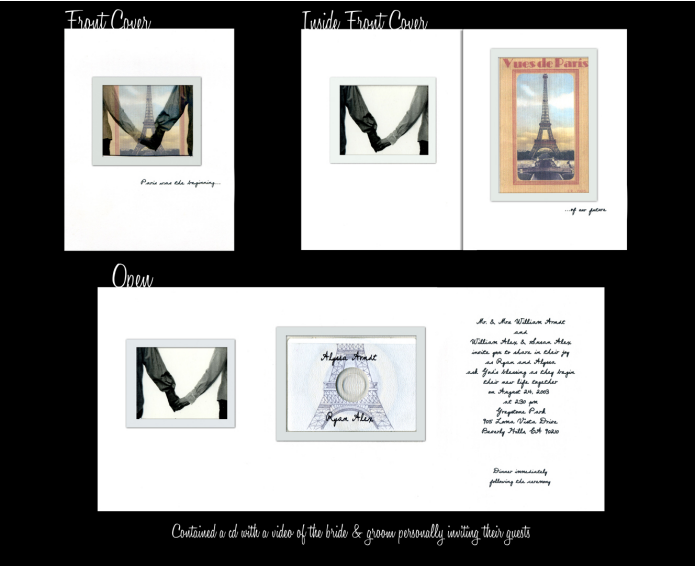 Front Cover
Inside Front Cover
Vues de Paris
Paris was the beginning...
...of our future
Open
Alyssa Arndt
Ryan Alex
Mr. & Mrs William Arndt
and
William Alex & Susan Alex
invite you to share in their joy
as Ryan and Alyssa
ask God's blessing as they begin
their new life together
on August 24, 2003
at 2:30 pm
Greystone Park
905 Loma Vista Drive
Beverly Hills CA 90210
Dinner immediately
following the ceremony
Contained a cd with a video of the bride & groom personally inviting their guests